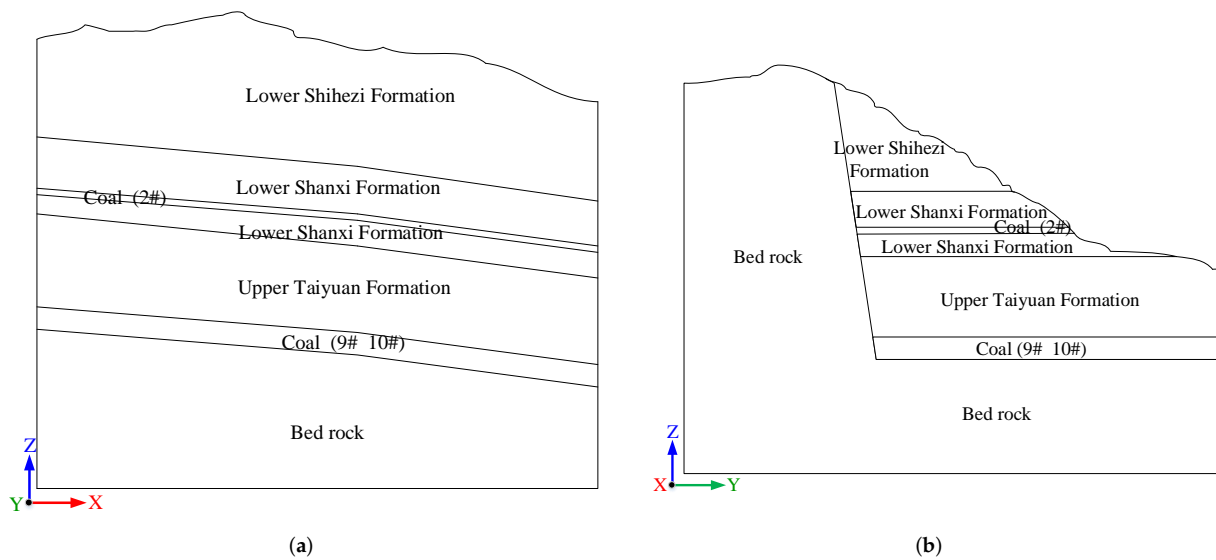 Lower Shihezi Formation
Lower Shanxi Formation
Coal (2#)
Lower Shanxi Formation
Upper Taiyuan Formation
Coal (9# 10#)
Bed rock
Z
Y
X
(a)
Lower Shihezi
Formation
Lower Shanxi Formation
Coal (2#)
Lower Shanxi Formation
Bed rock
Upper Taiyuan Formation
Coal (9# 10#)
Bed rock
Z
X
Y
(b)